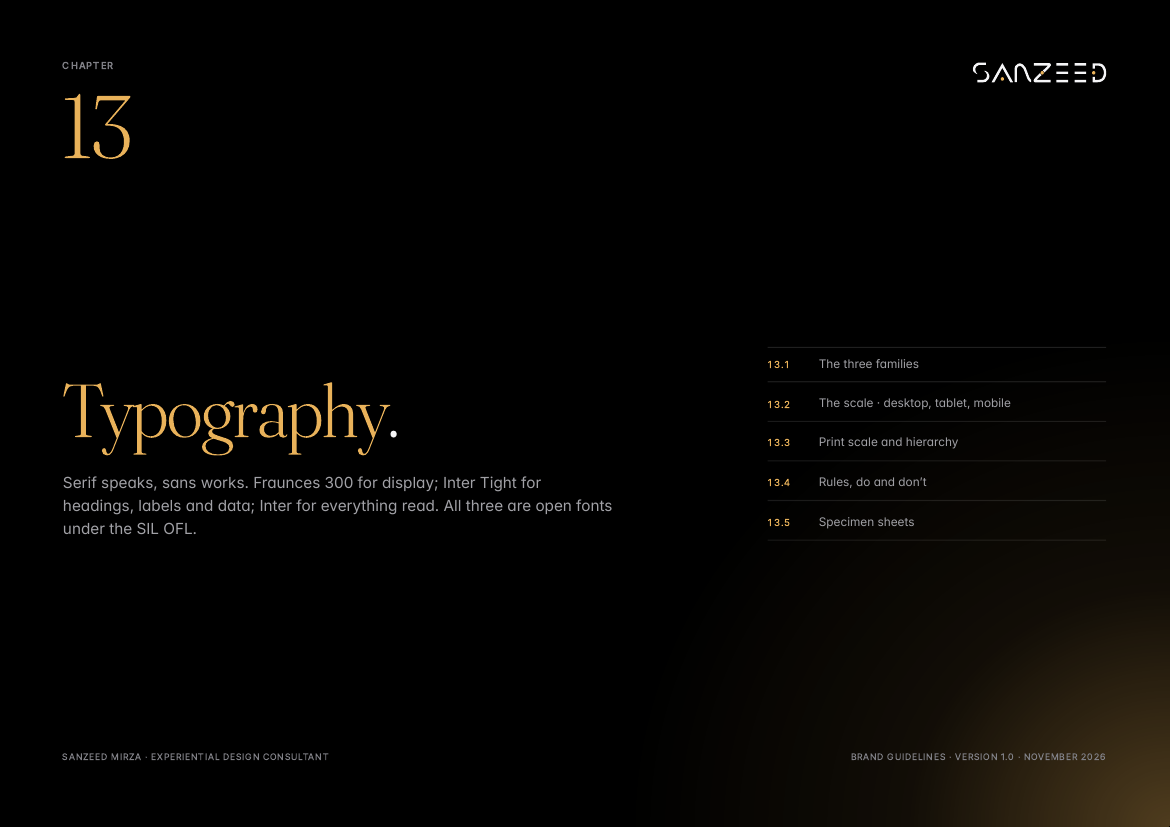 CHAPTER
SANZEED
13
Typography.
Serif speaks, sans works. Fraunces 300 for display; Inter Tight for
headings, labels and data; Inter for everything read. All three are open fonts
under the SIL OFL.
13.1 The three families
13.2 The scale · desktop, tablet, mobile
13.3 Print scale and hierarchy
13.4 Rules, do and don’t
13.5 Specimen sheets
SANZEED MIRZA · EXPERIENTIAL DESIGN CONSULTANT
BRAND GUIDELINES · VERSION 1.0 · NOVEMBER 2026